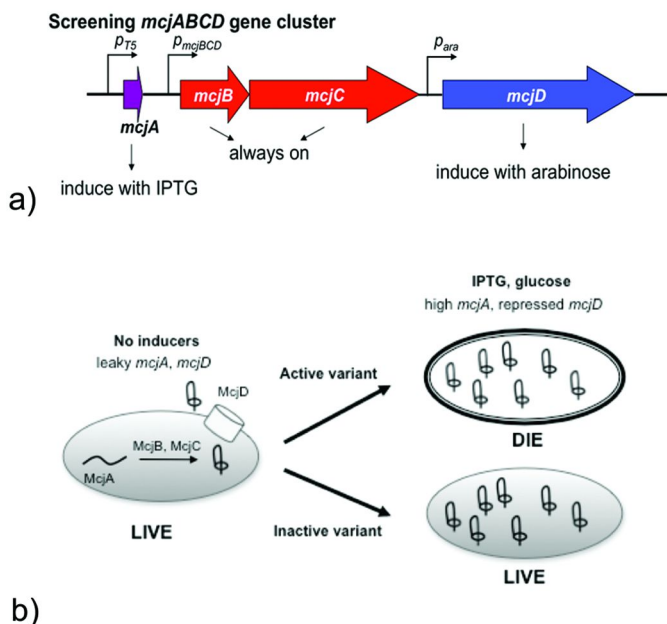 Screening mcjABCD gene cluster
pT5
pmcjBCD
para
mcjB
mcjC
mcjD
mcjA
always on
induce with IPTG
induce with arabinose
a)
IPTG, glucose
high mcjA, repressed mcjD
No inducers
leaky mcjA, mcjD
McjD
Active variant
McjB, McjC
McjA
DIE
LIVE
Inactive variant
LIVE
b)